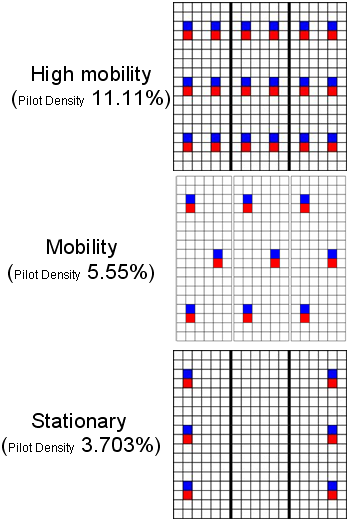 High mobility
(Pilot Density 11.11%)
Mobility
(Pilot Density 5.55%)
Stationary
(Pilot Density 3.703%)